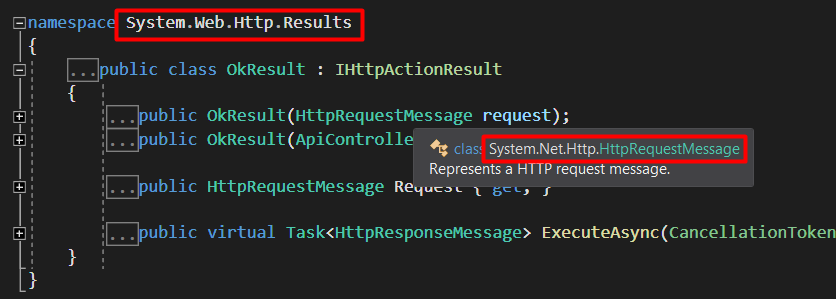 namespace System.Web.Http.Results
{
...public class OkResult : IHttpActionResult
{
...public OkResult(HttpRequestMessage request);
...public OkResult(ApiControlle
class System.Net.Http.HttpRequestMessage
Represents a HTTP request message.
...public HttpRequestMessage Request { get; }
...public virtual Task<HttpResponseMessage> ExecuteAsync(CancellationToken
}
}